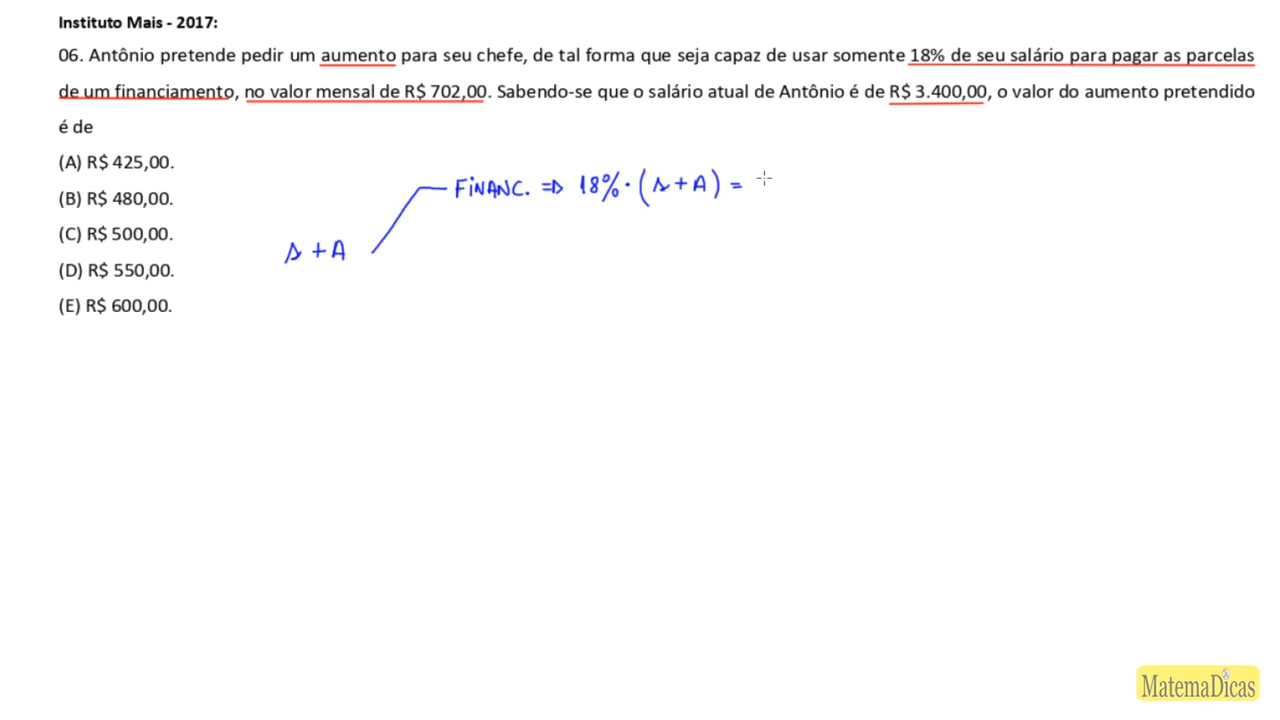 Instituto Mais - 2017:
06. Antônio pretende pedir um aumento para seu chefe, de tal forma que seja capaz de usar somente 18% de seu salário para pagar as parcelas
de um financiamento, no valor mensal de R$ 702,00. Sabendo-se que o salário atual de Antônio é de R$ 3.400,00, o valor do aumento pretendido
é de
(A) R$ 425,00.
(B) R$ 480,00.
(C) R$ 500,00.
(D) R$ 550,00.
(E) R$ 600,00.
FINANC. ⇒ 18% · (s + A) =
s + A
MatemaDicas